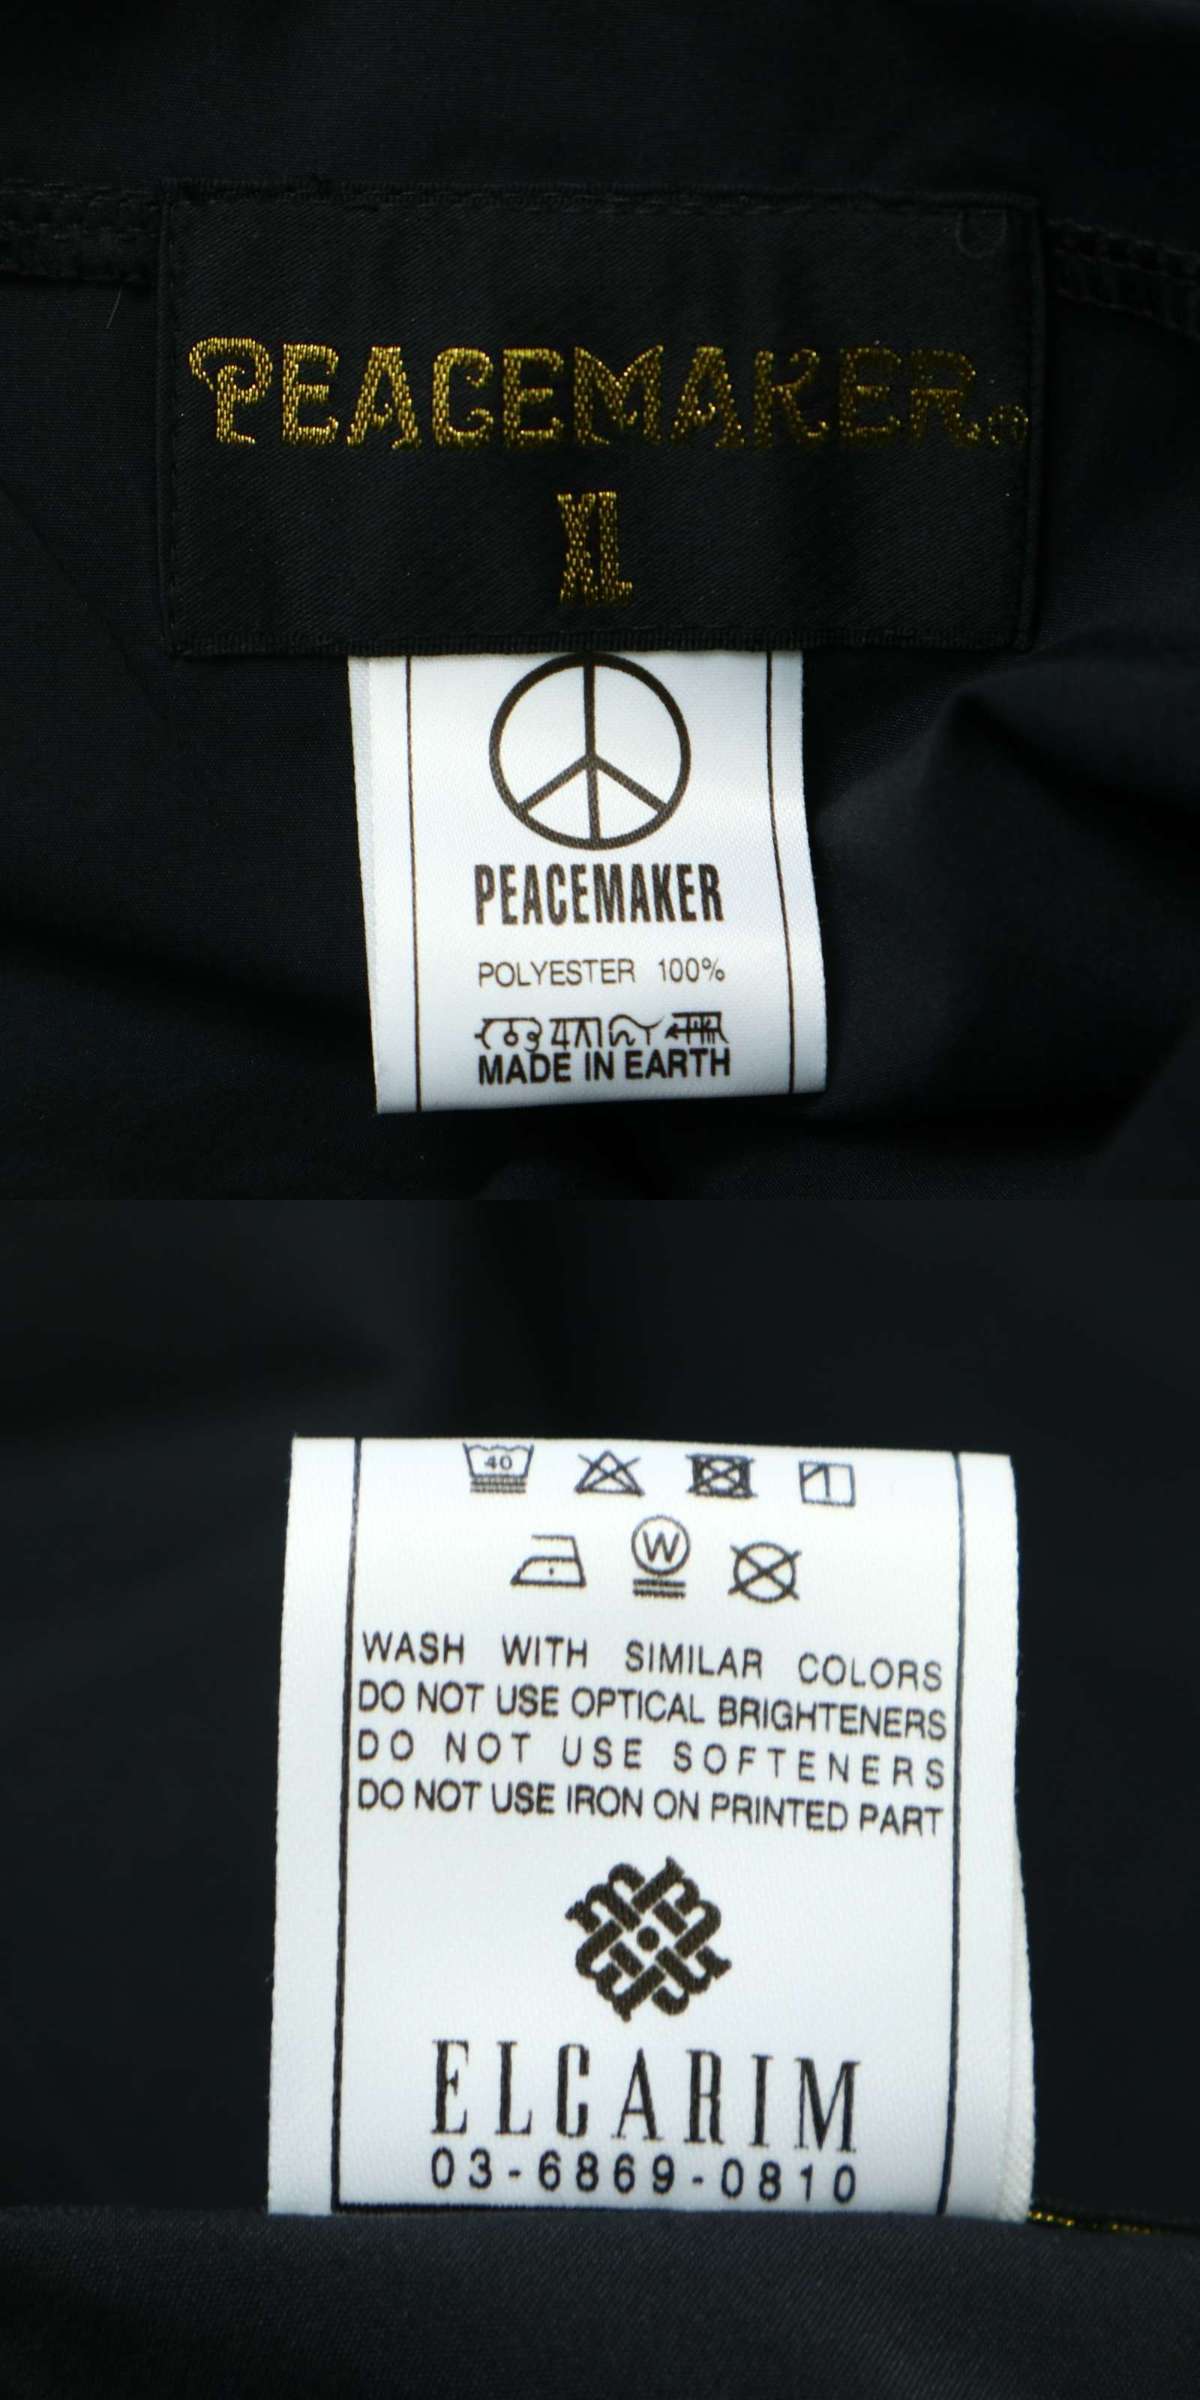 PEACEMAKER®
XL
PEACEMAKER
POLYESTER 100%
MADE IN EARTH
40
W
WASH WITH SIMILAR COLORS
DO NOT USE OPTICAL BRIGHTENERS
DO NOT USE SOFTENERS
DO NOT USE IRON ON PRINTED PART
ELCARIM
03-6869-0810